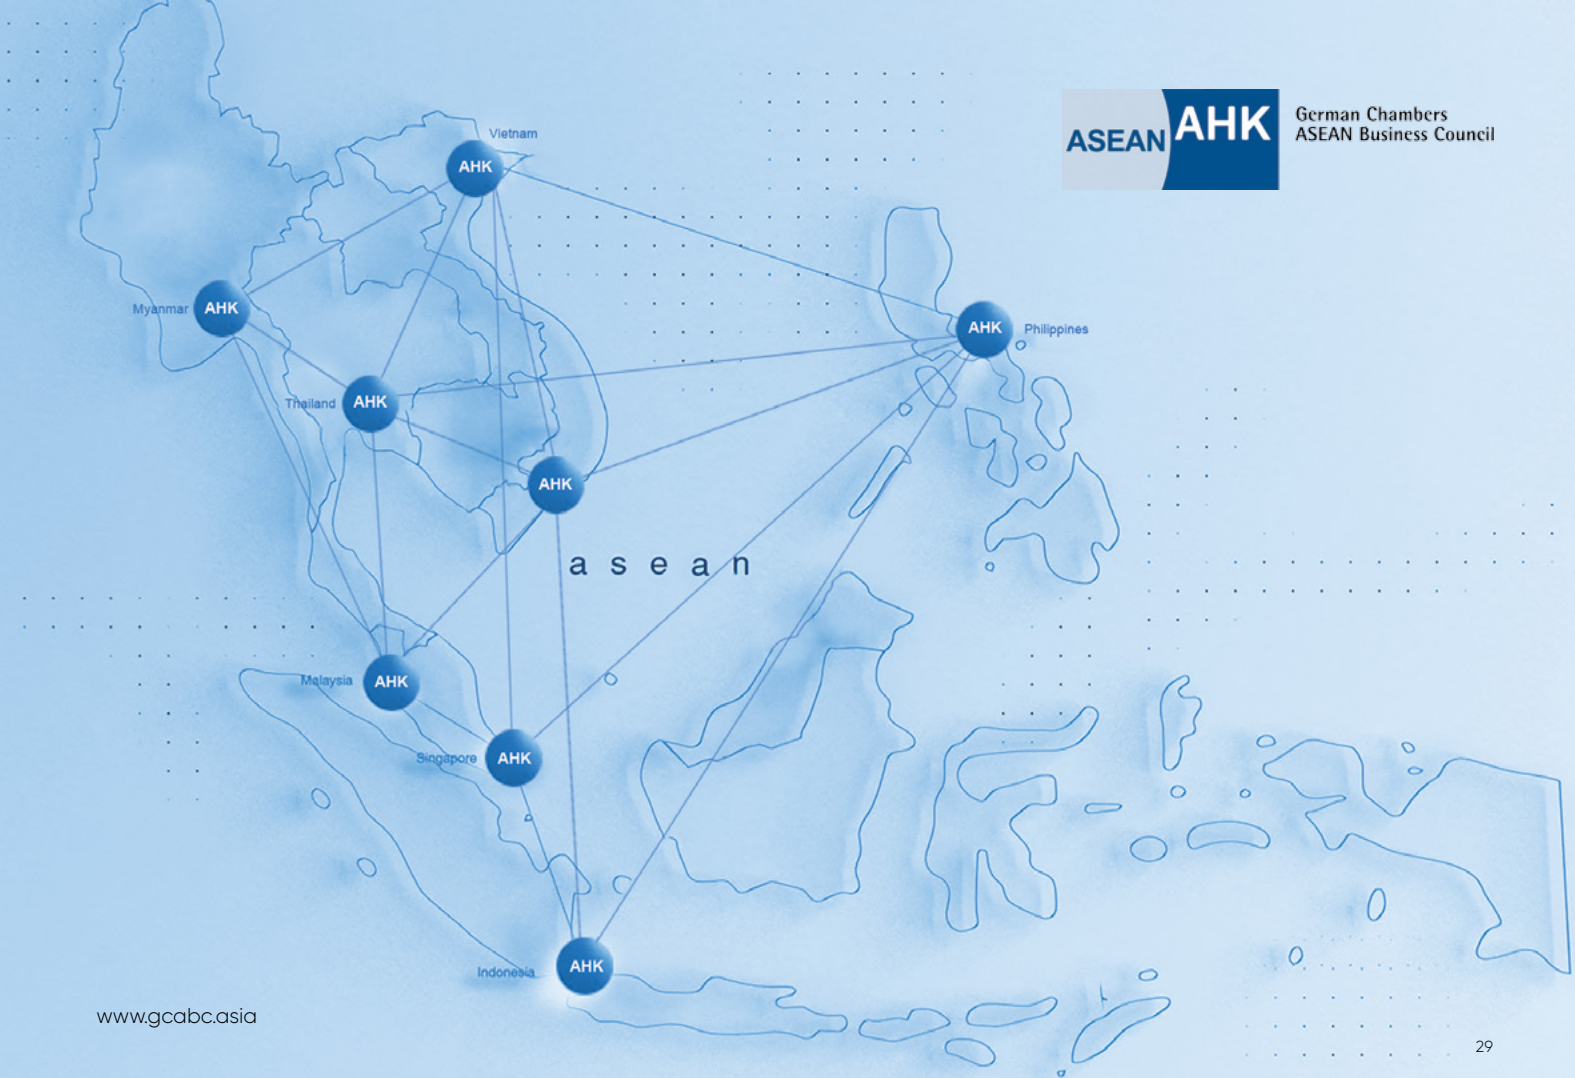 ASEAN AHK
German Chambers
ASEAN Business Council
Vietnam
AHK
Myanmar
AHK
AHK
Philippines
Thailand
AHK
AHK
asean
Malaysia
AHK
Singapore
AHK
Indonesia
AHK
www.gcabc.asia
29